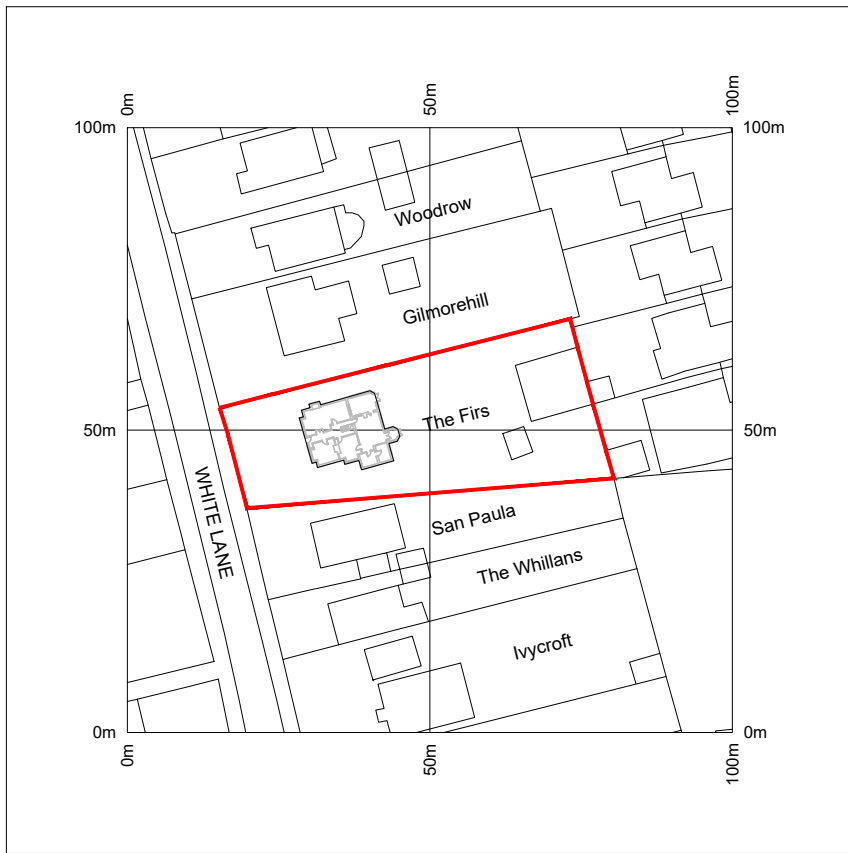 0m
50m
100m
100m
100m
Woodrow
Gilmorehill
The Firs
50m
50m
WHITE LANE
San Paula
The Whillans
Ivycroft
0m
0m
0m
50m
100m